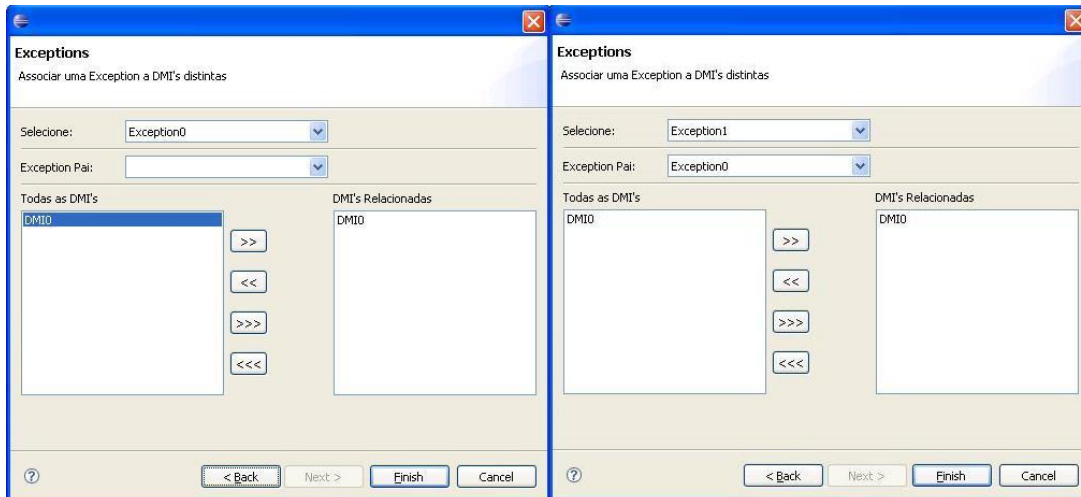 Exceptions
Associar uma Exception a DMI's distintas
Selecione: Exception0
Exception Pai:
Todas as DMI's DMI's Relacionadas
DMI0 DMI0
>>
<<
>>>
<<<
? < Back Next > Finish Cancel
Exceptions
Associar uma Exception a DMI's distintas
Selecione: Exception1
Exception Pai: Exception0
Todas as DMI's DMI's Relacionadas
DMI0 DMI0
>>
<<
>>>
<<<
? < Back Next > Finish Cancel